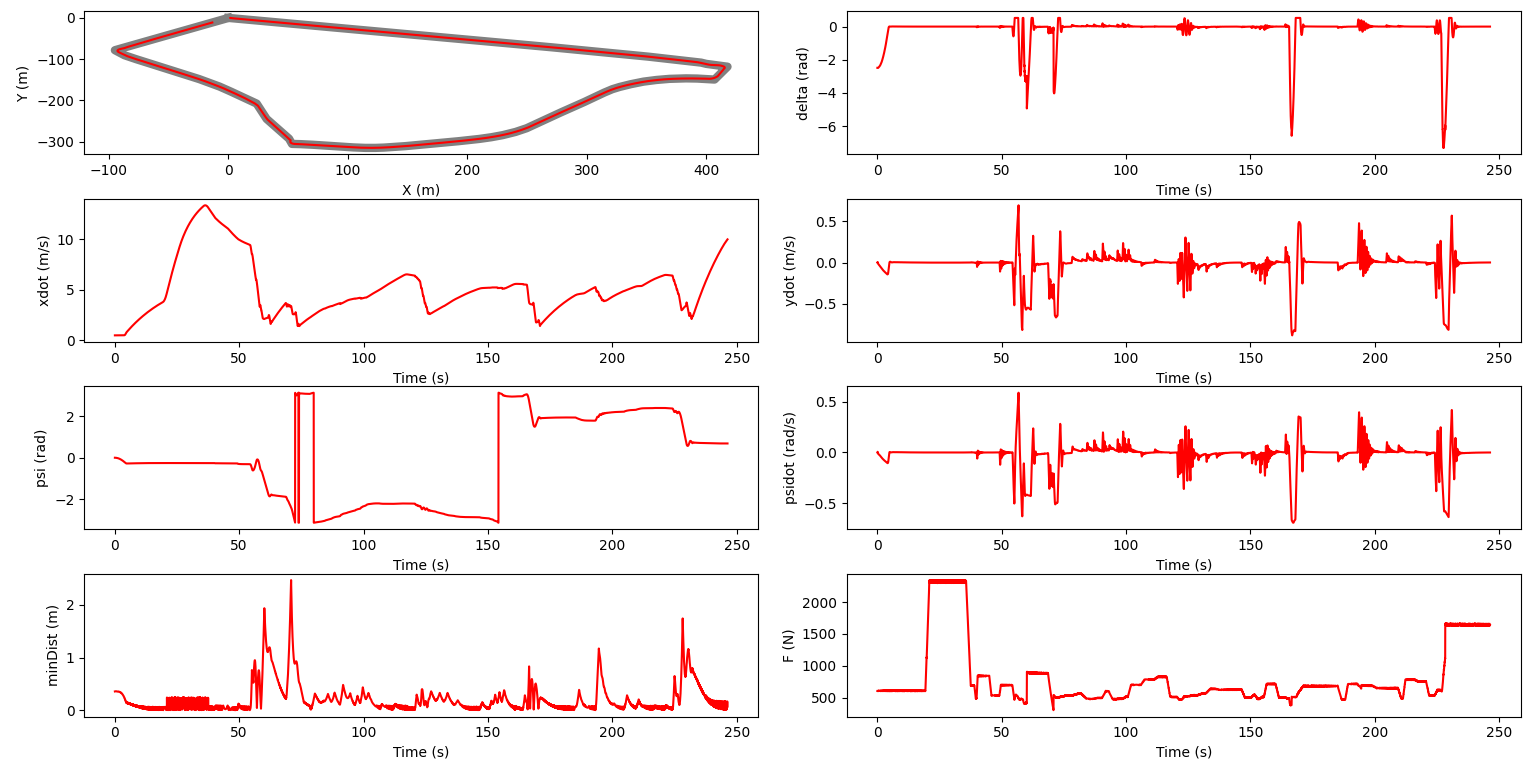 0
−100
−200
−300
Y (m)
−100 0 100 200 300 400
X (m)
0
−2
−4
−6
delta (rad)
0 50 100 150 200 250
Time (s)
10
5
0
xdot (m/s)
0 50 100 150 200 250
Time (s)
0.5
0.0
−0.5
ydot (m/s)
0 50 100 150 200 250
Time (s)
2
0
−2
psi (rad)
0 50 100 150 200 250
Time (s)
0.5
0.0
−0.5
psidot (rad/s)
0 50 100 150 200 250
Time (s)
2
1
0
minDist (m)
0 50 100 150 200 250
Time (s)
2000
1500
1000
500
F (N)
0 50 100 150 200 250
Time (s)